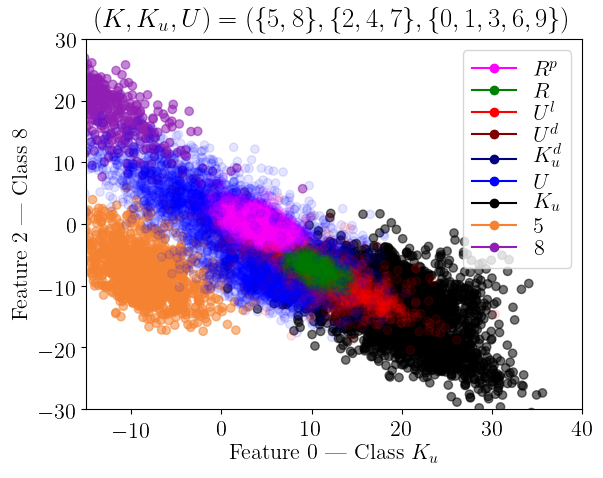 (K, K_u, U) = ({5, 8}, {2, 4, 7}, {0, 1, 3, 6, 9})
30
20
10
0
−10
−20
−30
Feature 2 — Class 8
R^p
R
U^l
U^d
K_u^d
U
K_u
5
8
−10 0 10 20 30 40
Feature 0 — Class K_u